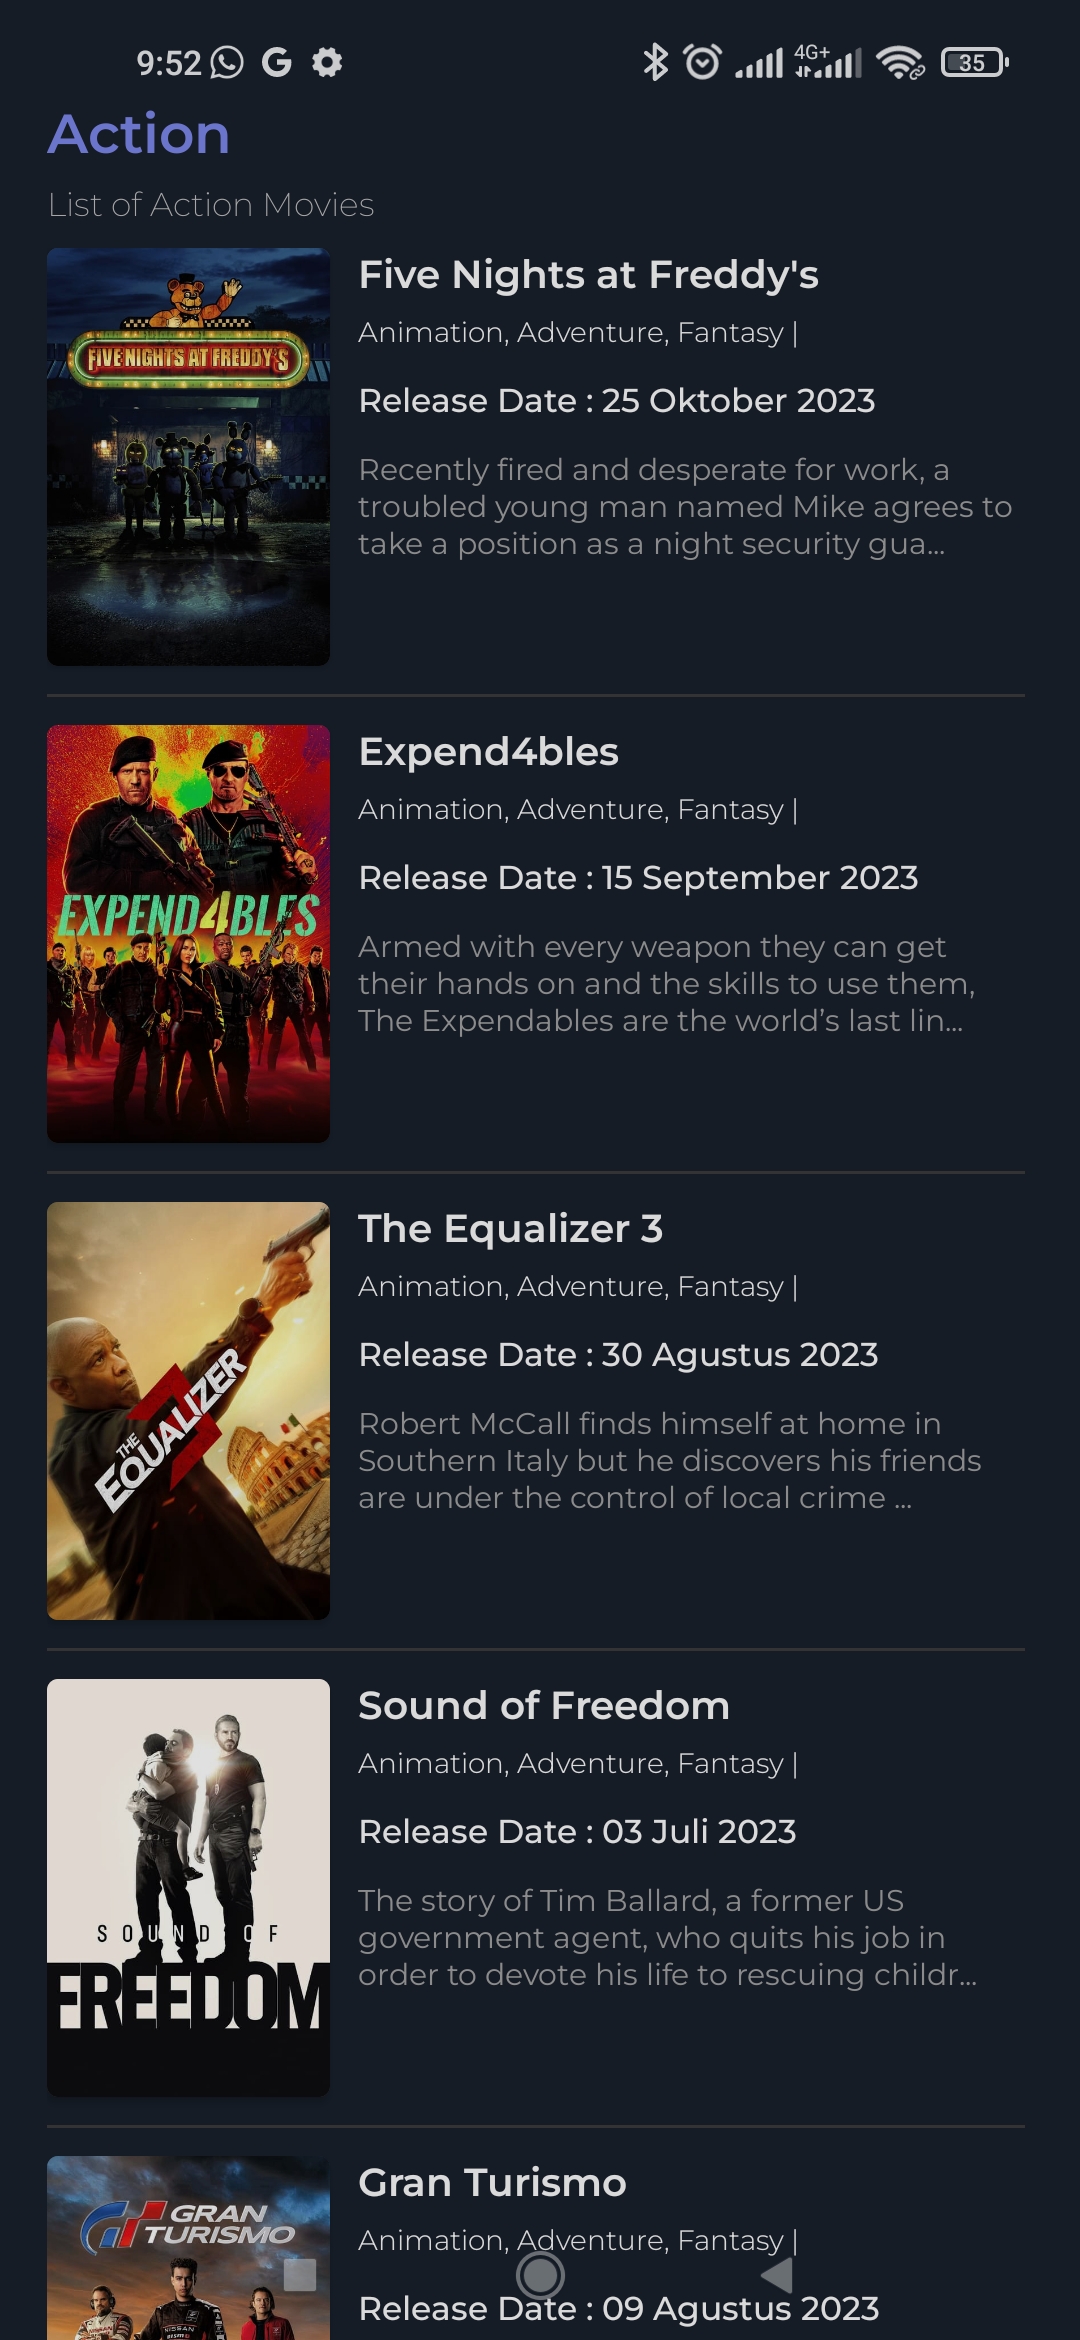 9:52
4G+
35
Action
List of Action Movies
FIVE NIGHTS AT FREDDY'S
Five Nights at Freddy's
Animation, Adventure, Fantasy |
Release Date : 25 Oktober 2023
Recently fired and desperate for work, a
troubled young man named Mike agrees to
take a position as a night security gua...
EXPEND4BLES
Expend4bles
Animation, Adventure, Fantasy |
Release Date : 15 September 2023
Armed with every weapon they can get
their hands on and the skills to use them,
The Expendables are the world’s last lin...
THE
EQUALIZER
3
The Equalizer 3
Animation, Adventure, Fantasy |
Release Date : 30 Agustus 2023
Robert McCall finds himself at home in
Southern Italy but he discovers his friends
are under the control of local crime ...
SOUND OF
FREEDOM
Sound of Freedom
Animation, Adventure, Fantasy |
Release Date : 03 Juli 2023
The story of Tim Ballard, a former US
government agent, who quits his job in
order to devote his life to rescuing childr...
GRAN
TURISMO
NISSAN
Gran Turismo
Animation, Adventure, Fantasy |
Release Date : 09 Agustus 2023